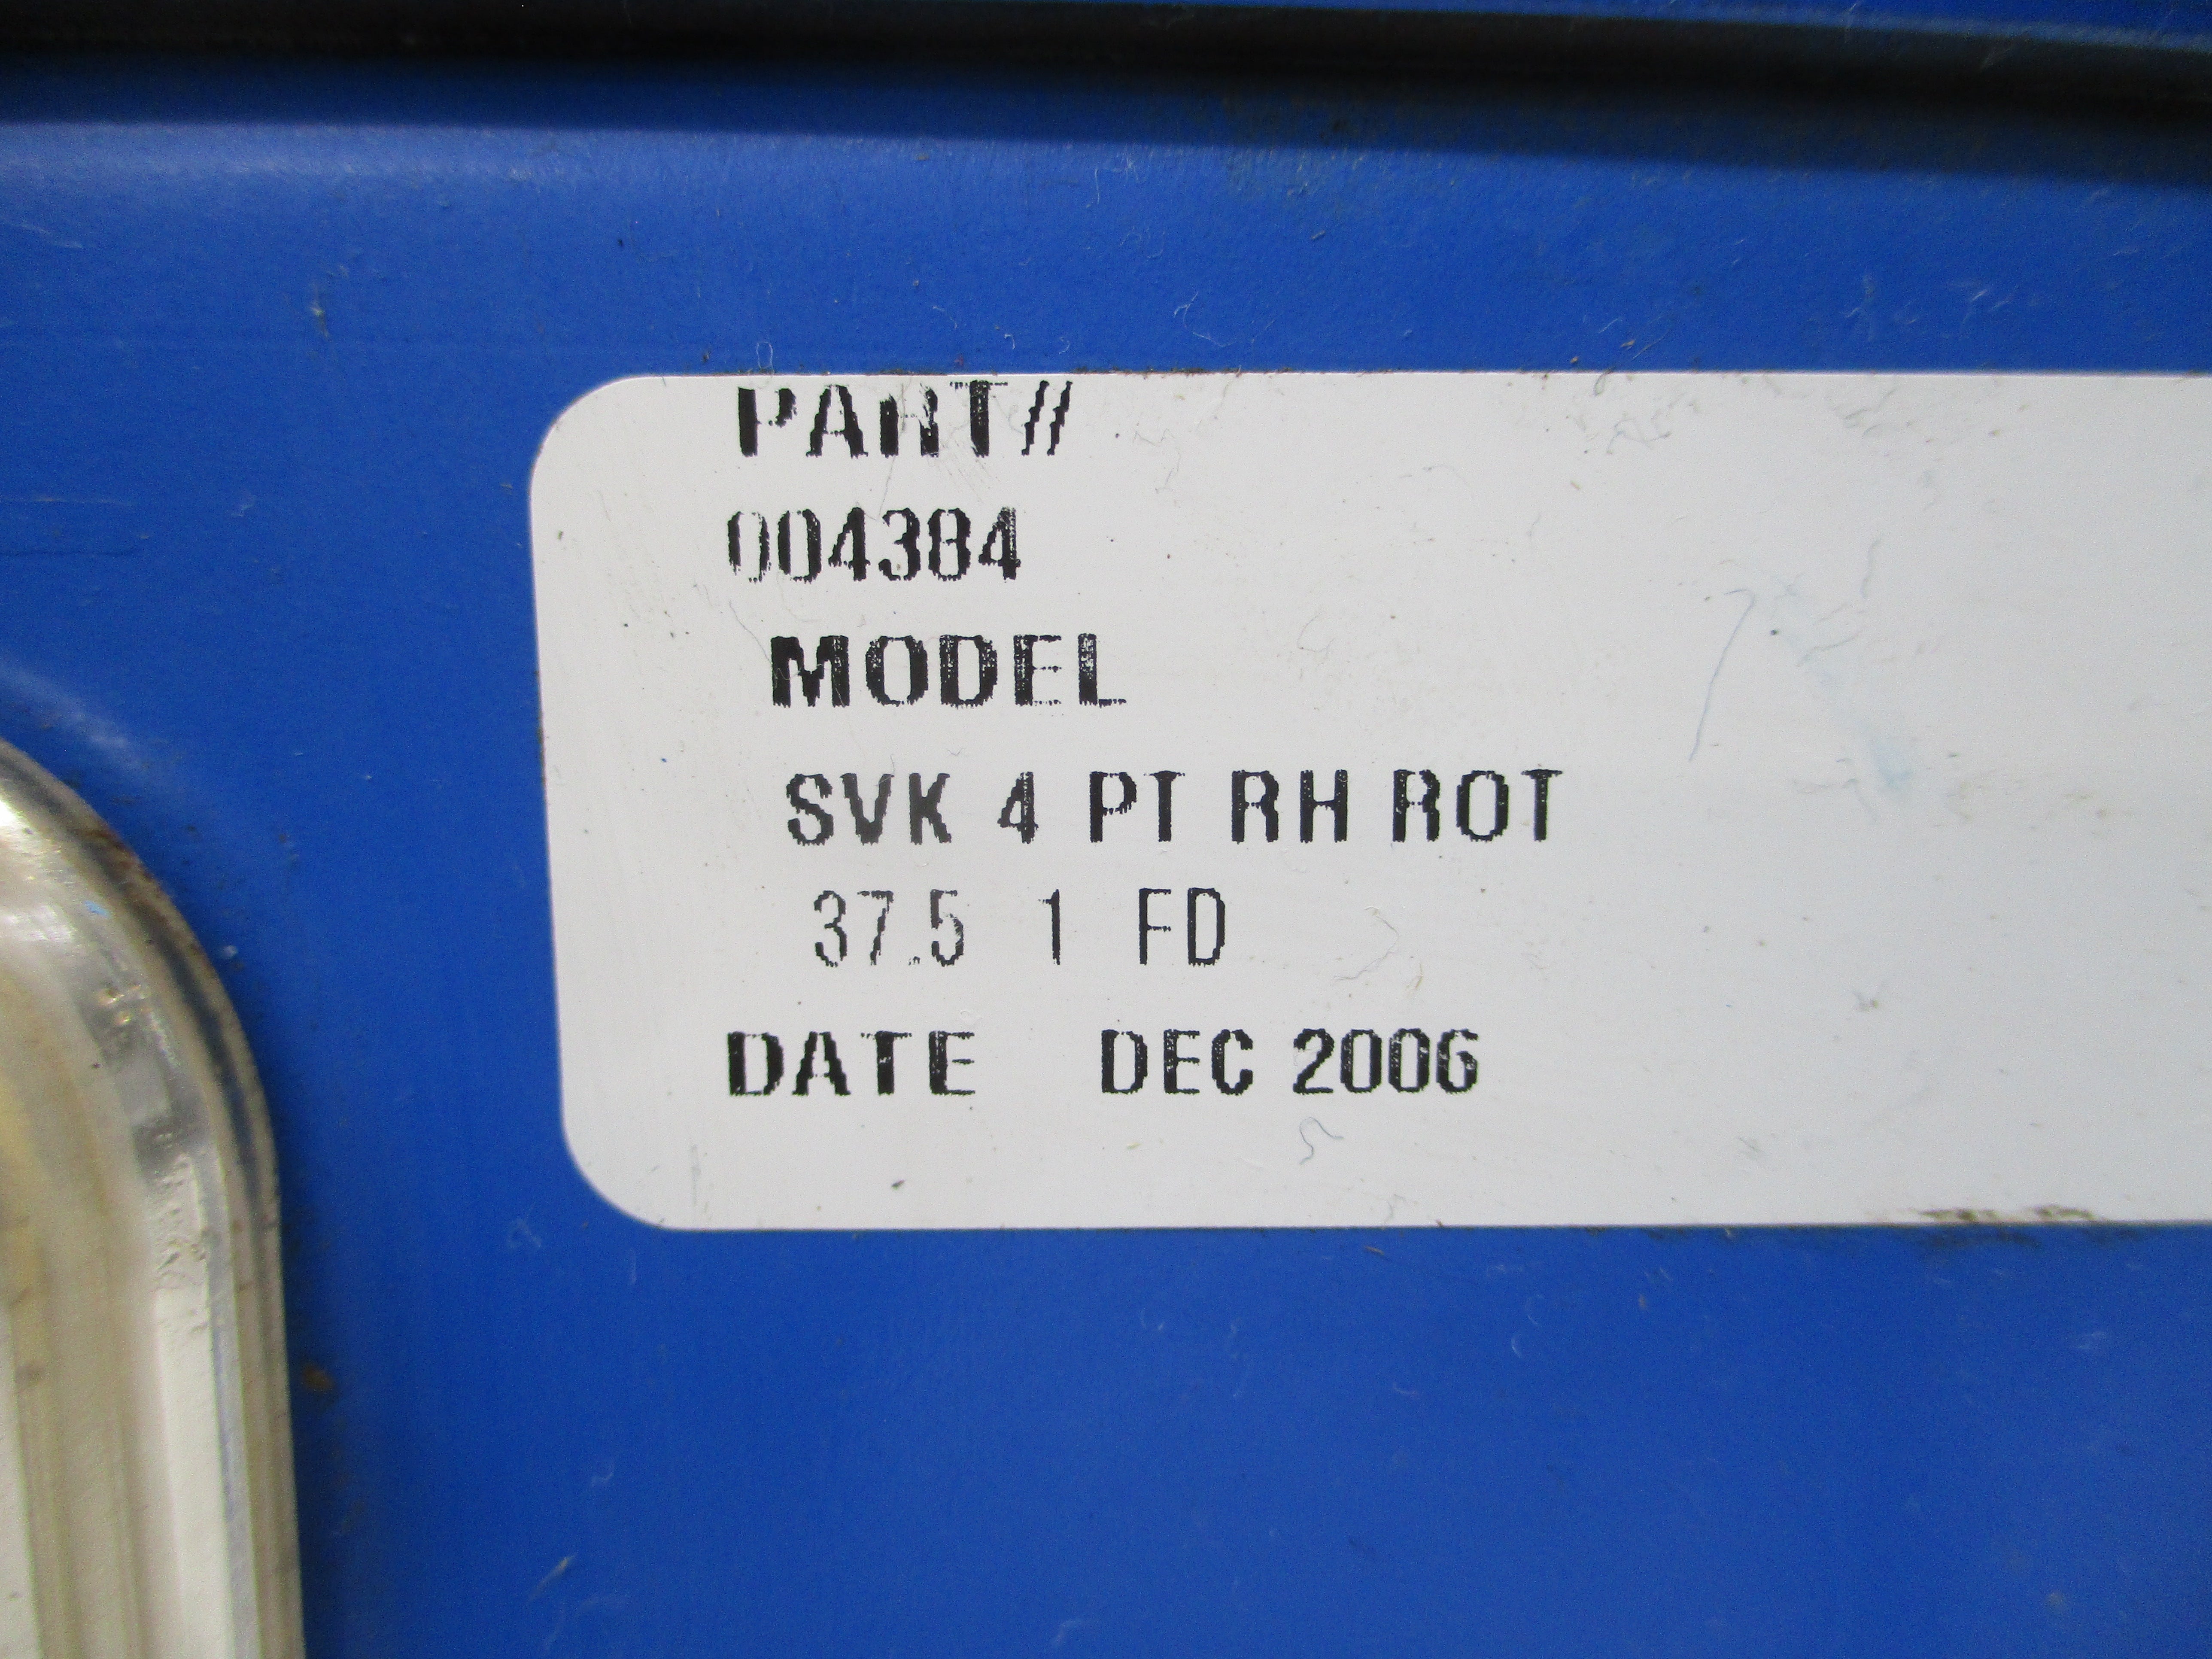 PART#
004384
MODEL
SVK 4 PT RH ROT
37.5 1 FD
DATE DEC 2006